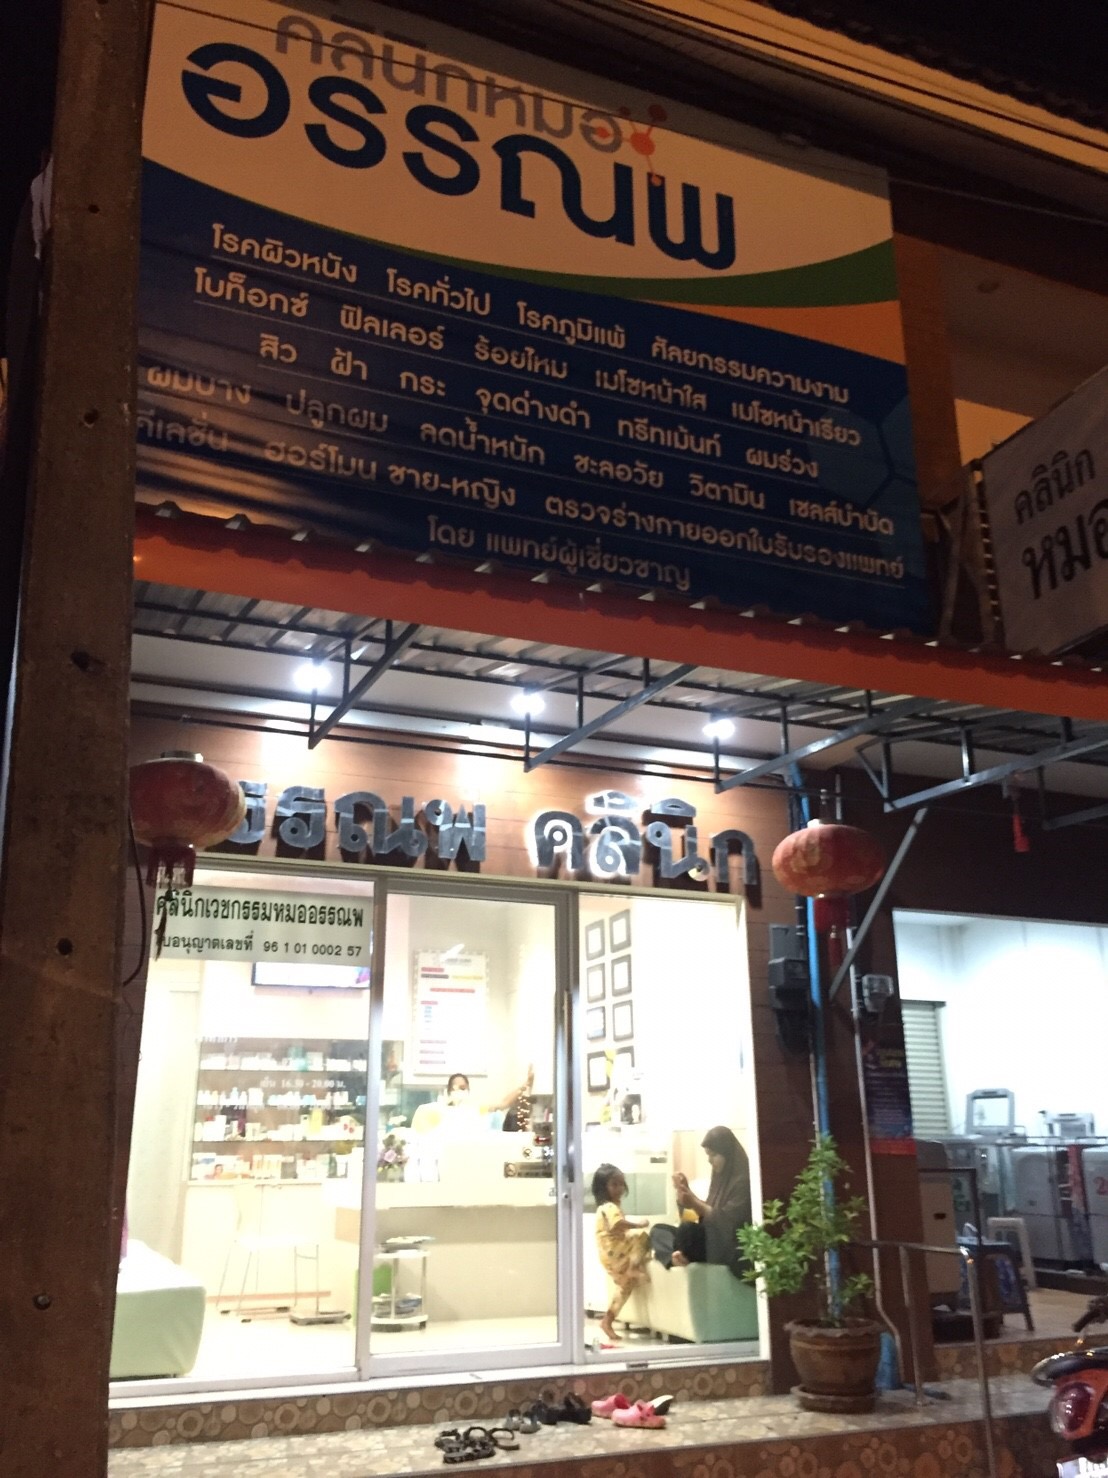 คลินิกหมอ
อรรณพ
โรคผิวหนัง โรคทั่วไป โรคภูมิแพ้ ศัลยกรรมความงาม
โบท็อกซ์ ฟิลเลอร์ ร้อยไหม เมโซหน้าใส เมโซหน้าเรียว
สิว ฝ้า กระ จุดด่างดำ ทรีทเม้นท์ ผมร่วง
ผมบาง ปลูกผม ลดน้ำหนัก ชะลอวัย วิตามิน เซลล์บำบัด
คีเลชั่น ฮอร์โมน ชาย-หญิง ตรวจร่างกายออกใบรับรองแพทย์
โดย แพทย์ผู้เชี่ยวชาญ
คลินิก
หมอ
รรณพ คลินิก
คลินิกเวชกรรมหมออรรณพ
ใบอนุญาตเลขที่ 96 1 01 0002 57
เย็น 16.30 - 20.00 น.